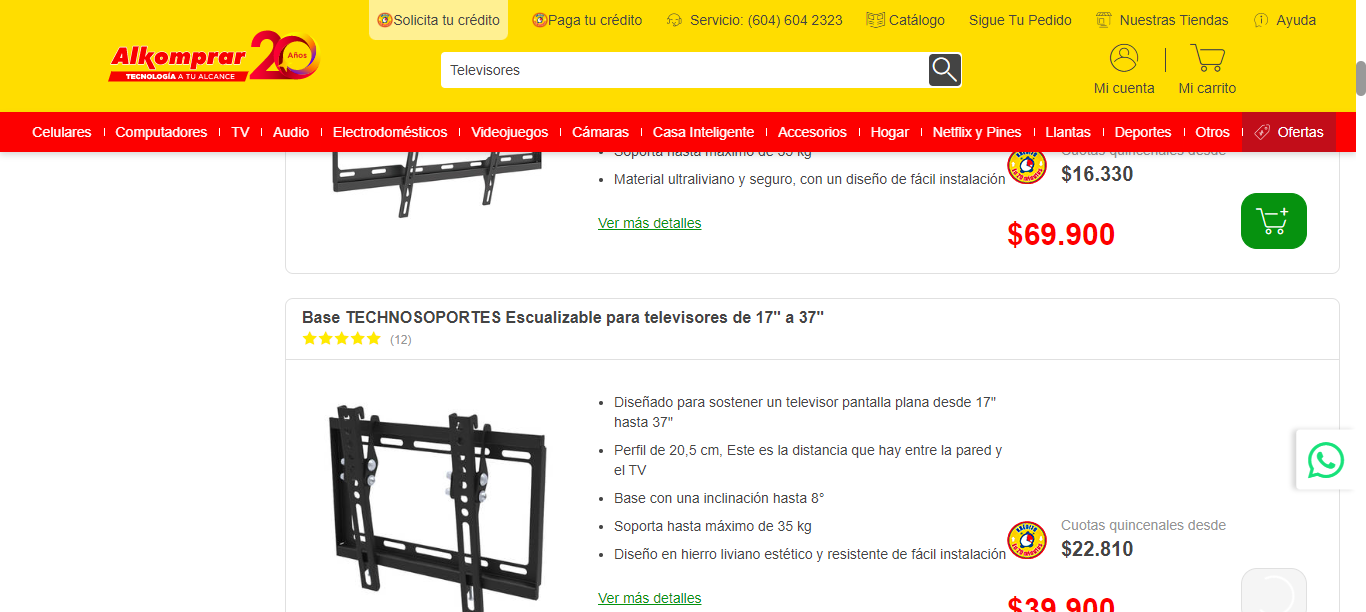 Solicita tu crédito
Paga tu crédito
Servicio: (604) 604 2323
Catálogo
Sigue Tu Pedido
Nuestras Tiendas
Ayuda
Alkomprar 20 Años
TECNOLOGÍA A TU ALCANCE
Televisores
Mi cuenta
Mi carrito
Celulares
Computadores
TV
Audio
Electrodomésticos
Videojuegos
Cámaras
Casa Inteligente
Accesorios
Hogar
Netflix y Pines
Llantas
Deportes
Otros
Ofertas
Soporta hasta máximo de 35 kg
Material ultraliviano y seguro, con un diseño de fácil instalación
Ver más detalles
Cuotas quincenales desde
$16.330
$69.900
Base TECHNOSOPORTES Escualizable para televisores de 17" a 37"
(12)
Diseñado para sostener un televisor pantalla plana desde 17"
hasta 37"
Perfil de 20,5 cm, Este es la distancia que hay entre la pared y
el TV
Base con una inclinación hasta 8°
Soporta hasta máximo de 35 kg
Diseño en hierro liviano estético y resistente de fácil instalación
Ver más detalles
Cuotas quincenales desde
$22.810
$39.900